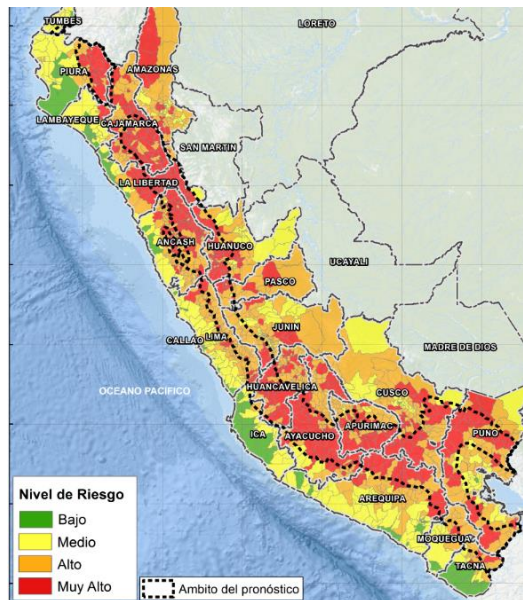 TUMBES
LORETO
PIURA
AMAZONAS
LAMBAYEQUE
CAJAMARCA
SAN MARTIN
LA LIBERTAD
ANCASH
HUANUCO
UCAYALI
PASCO
JUNIN
CALLAO
LIMA
MADRE DE DIOS
OCEANO PACIFICO
HUANCAVELICA
CUSCO
ICA
AYACUCHO
APURIMAC
PUNO
AREQUIPA
MOQUEGUA
TACNA
Nivel de Riesgo
Bajo
Medio
Alto
Muy Alto
Ambito del pronóstico